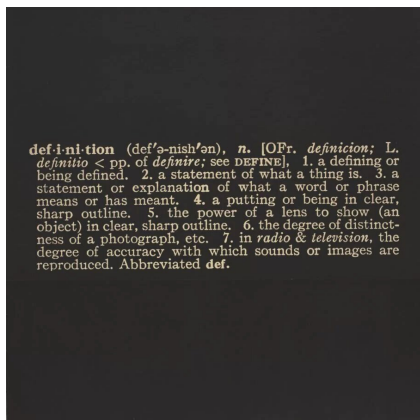 def·i·ni·tion (def′ə-nish′ən), n. [OFr. definicion; L.
definitio < pp. of definire; see DEFINE], 1. a defining or
being defined. 2. a statement of what a thing is. 3. a
statement or explanation of what a word or phrase
means or has meant. 4. a putting or being in clear,
sharp outline. 5. the power of a lens to show (an
object) in clear, sharp outline. 6. the degree of distinct-
ness of a photograph, etc. 7. in radio & television, the
degree of accuracy with which sounds or images are
reproduced. Abbreviated def.